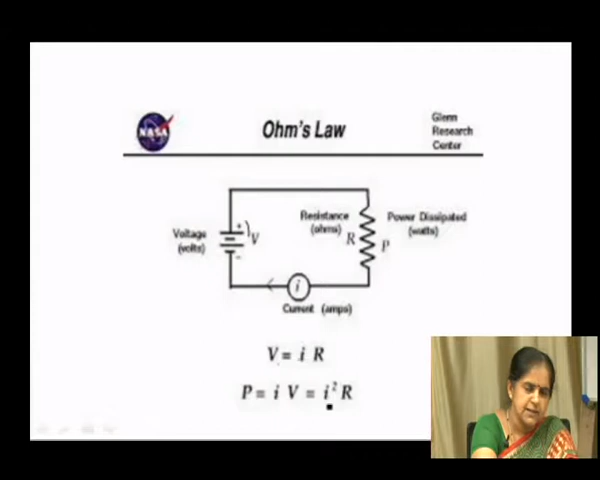 NASA
Ohm's Law
Glenn
Research
Center
Voltage
(volts)
+
V
-
Resistance
(ohms)
R
Power Dissipated
(watts)
P
i
Current (amps)
V = i R
P = i V = i² R